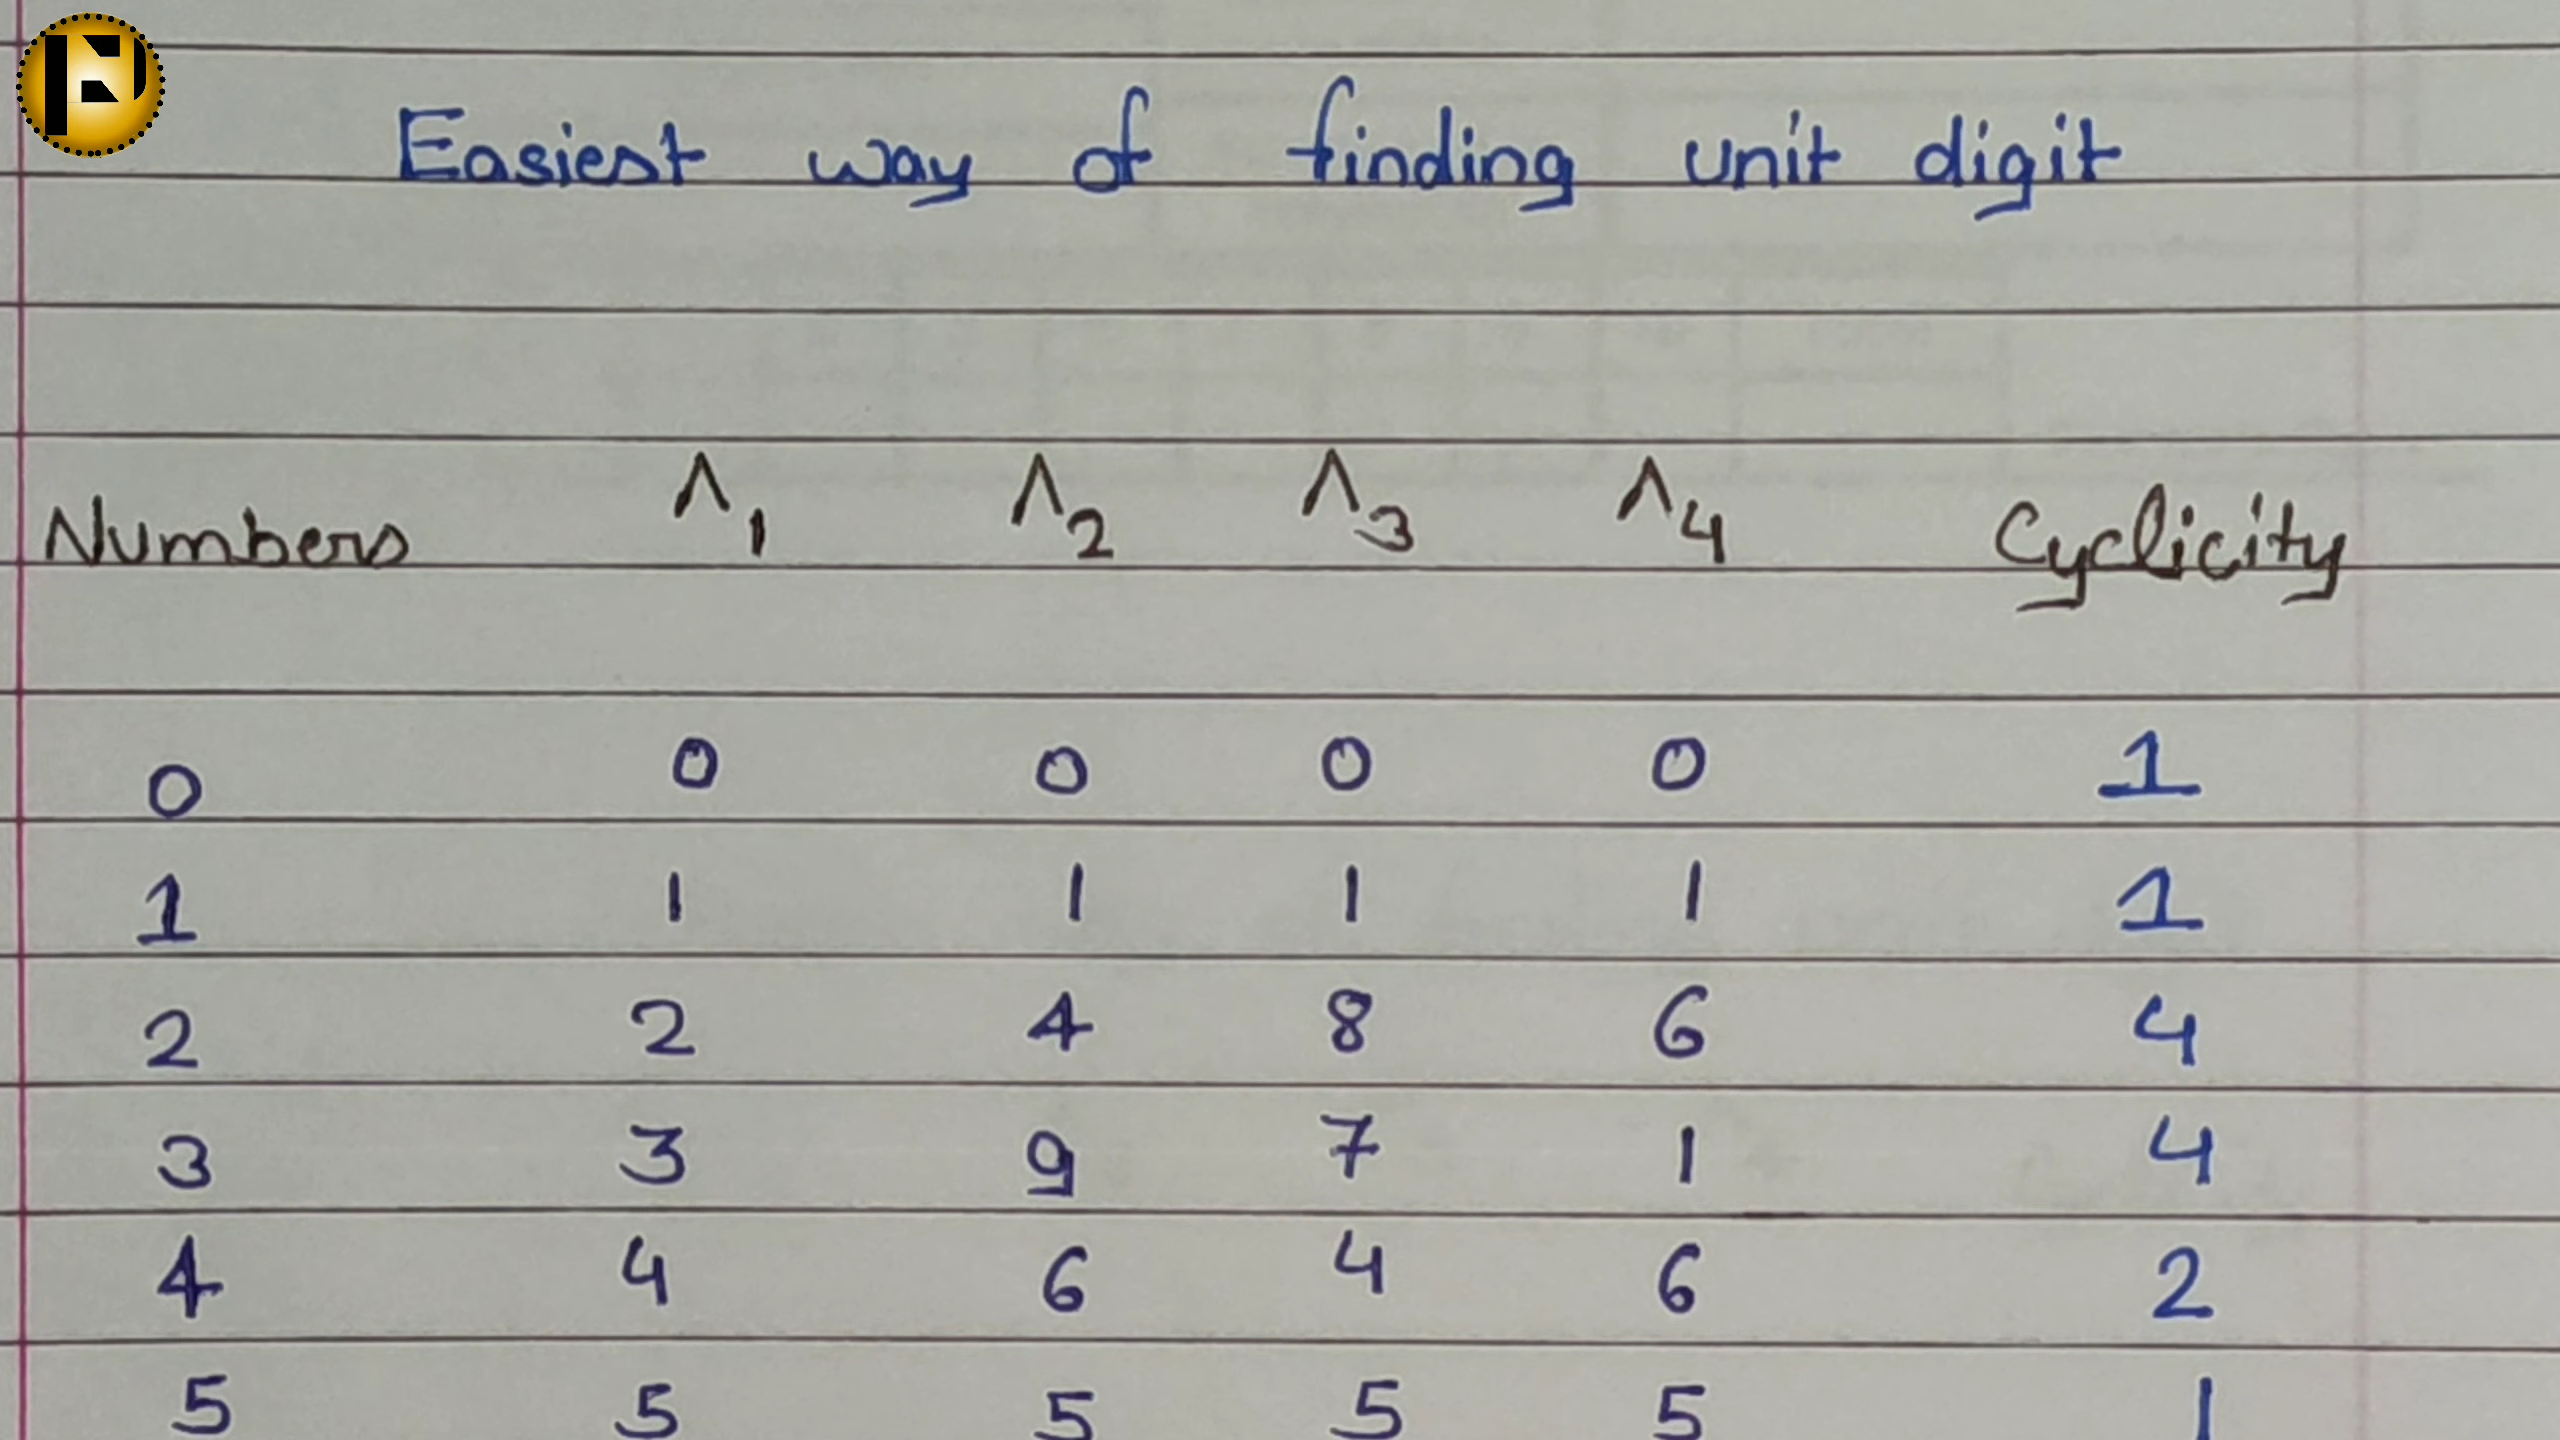 Easiest way of finding unit digit
Numbers ^1 ^2 ^3 ^4 Cyclicity
0 0 0 0 0 1
1 1 1 1 1 1
2 2 4 8 6 4
3 3 9 7 1 4
4 4 6 4 6 2
5 5 5 5 5 1